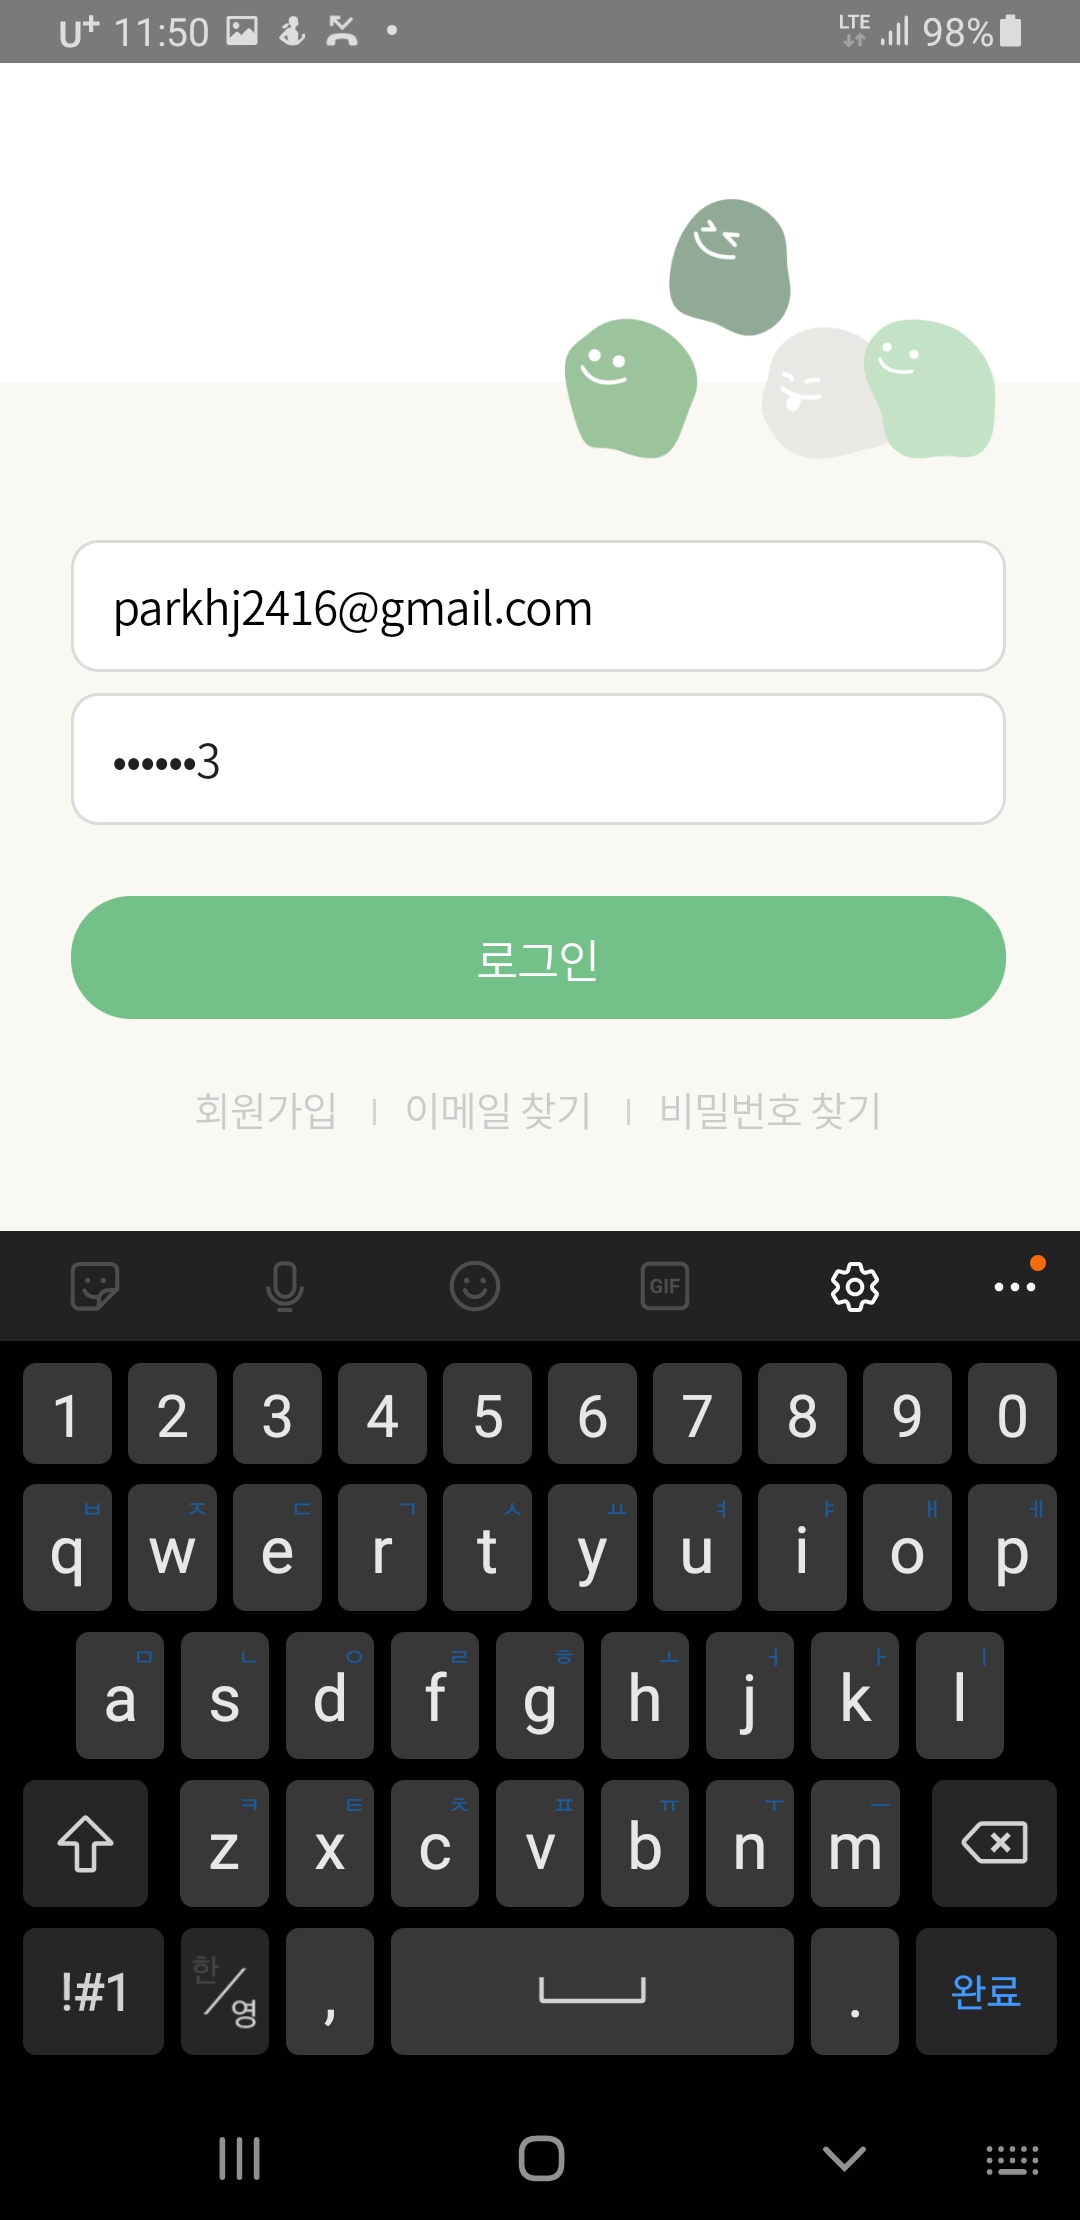 U+ 11:50 LTE 98%
parkhj2416@gmail.com
••••••3
로그인
회원가입 | 이메일 찾기 | 비밀번호 찾기
GIF
1 2 3 4 5 6 7 8 9 0
ㅂ ㅈ ㄷ ㄱ ㅅ ㅛ ㅕ ㅑ ㅐ ㅔ
q w e r t y u i o p
ㅁ ㄴ ㅇ ㄹ ㅎ ㅗ ㅓ ㅏ ㅣ
a s d f g h j k l
ㅋ ㅌ ㅊ ㅍ ㅠ ㅜ ㅡ
z x c v b n m
!#1 한/영 , . 완료